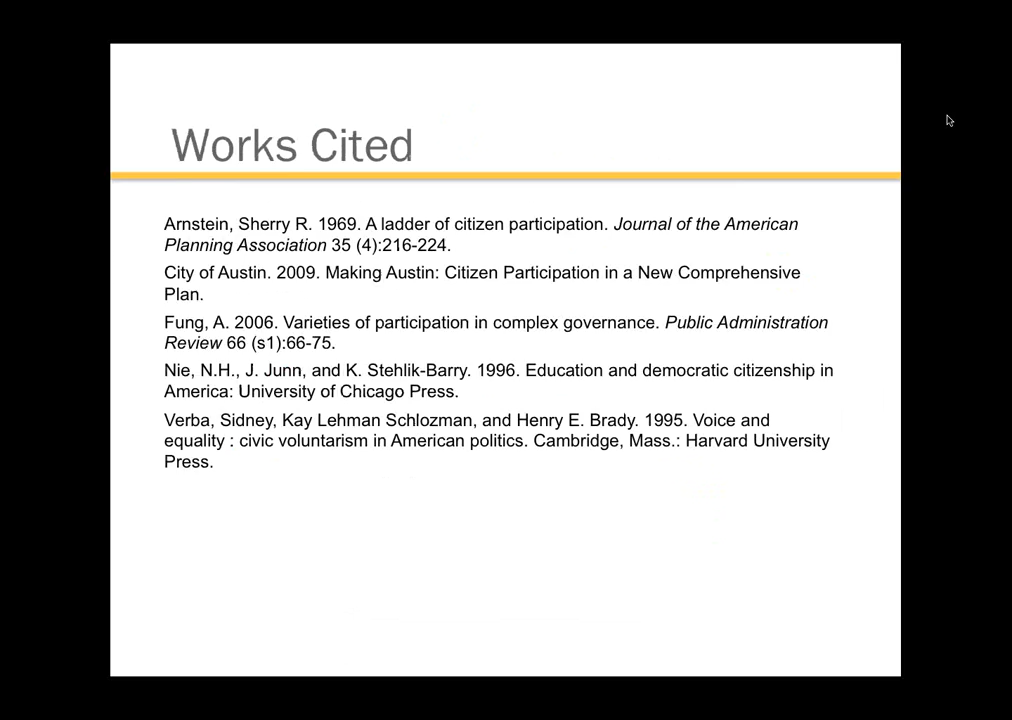 Works Cited
Arnstein, Sherry R. 1969. A ladder of citizen participation. Journal of the American
Planning Association 35 (4):216-224.
City of Austin. 2009. Making Austin: Citizen Participation in a New Comprehensive
Plan.
Fung, A. 2006. Varieties of participation in complex governance. Public Administration
Review 66 (s1):66-75.
Nie, N.H., J. Junn, and K. Stehlik-Barry. 1996. Education and democratic citizenship in
America: University of Chicago Press.
Verba, Sidney, Kay Lehman Schlozman, and Henry E. Brady. 1995. Voice and
equality : civic voluntarism in American politics. Cambridge, Mass.: Harvard University
Press.